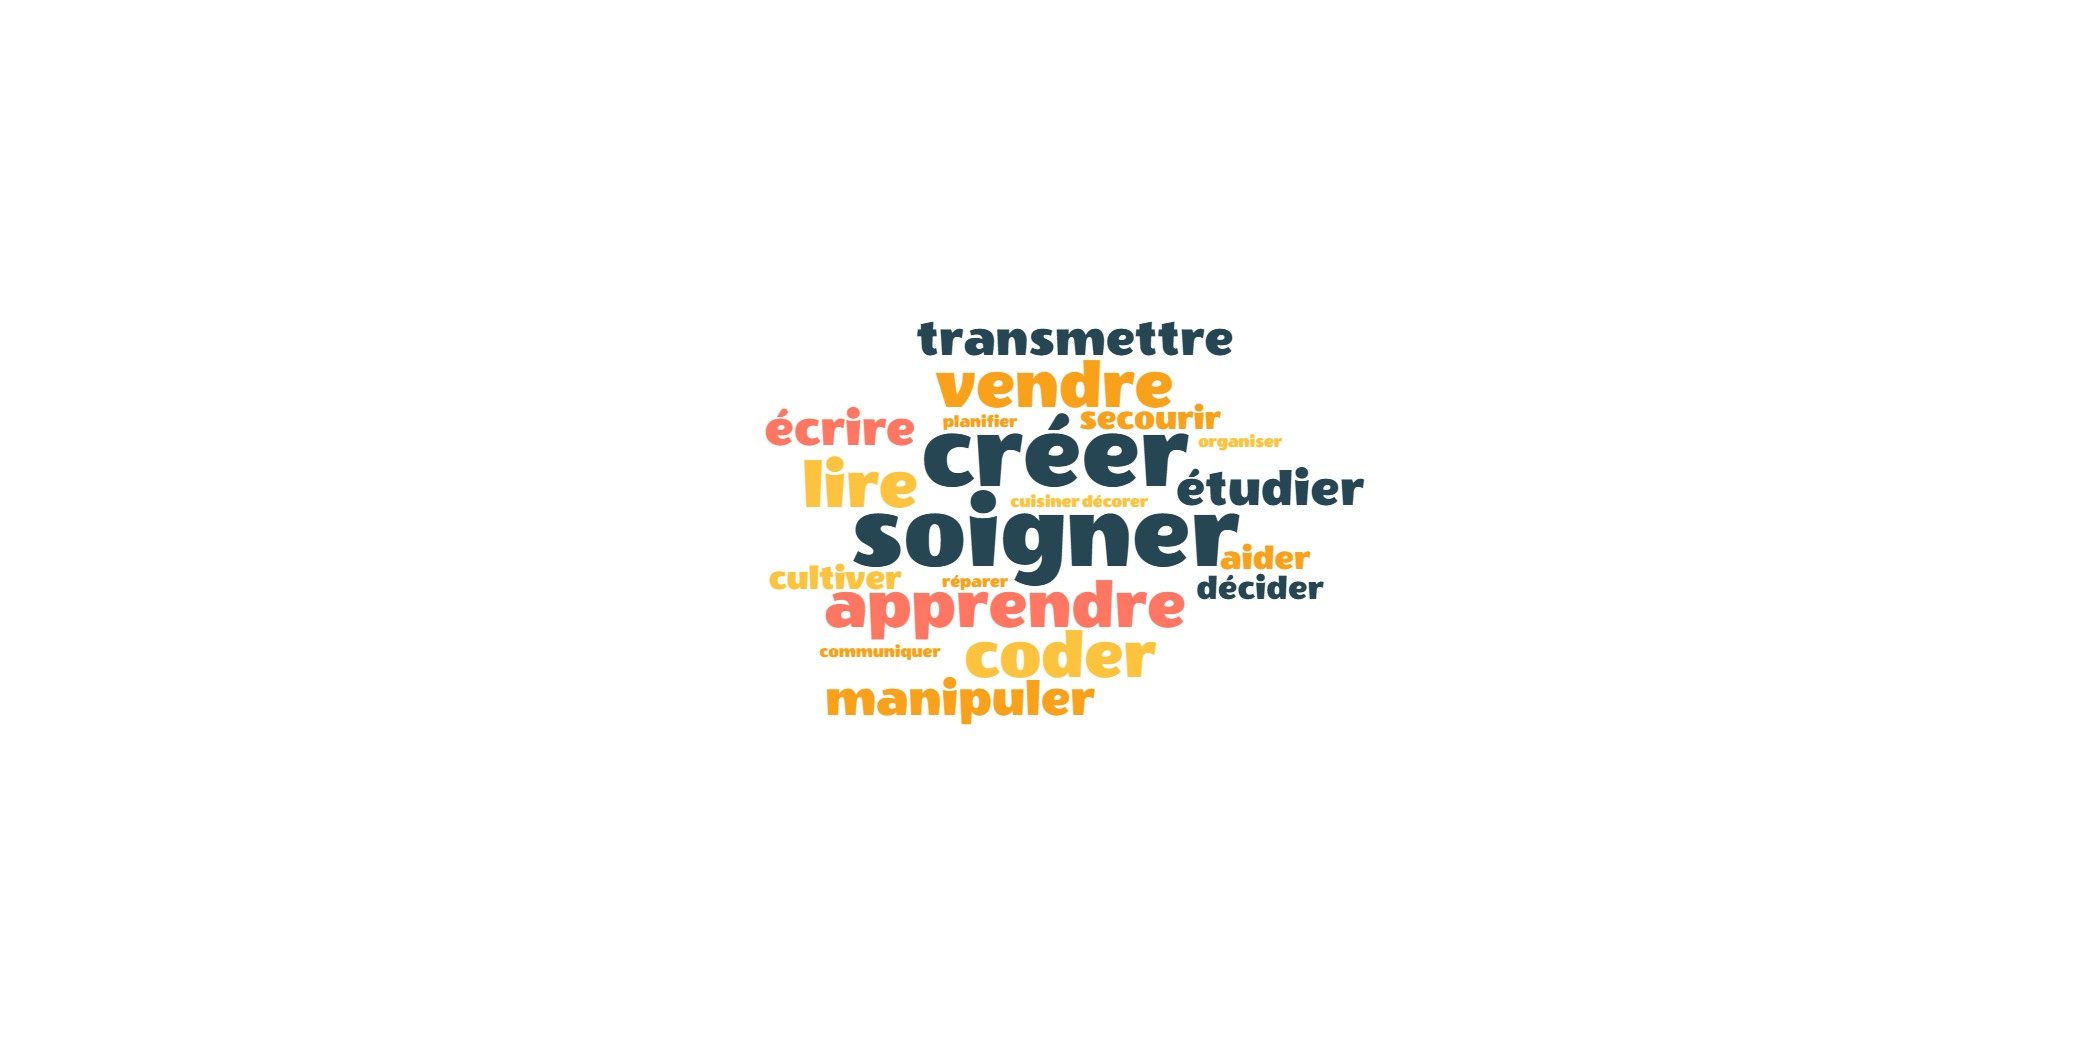 transmettre
vendre
écrire
planifier
secourir
créer
organiser
lire
étudier
cuisiner décorer
soigner
aider
cultiver
réparer
décider
apprendre
communiquer
coder
manipuler